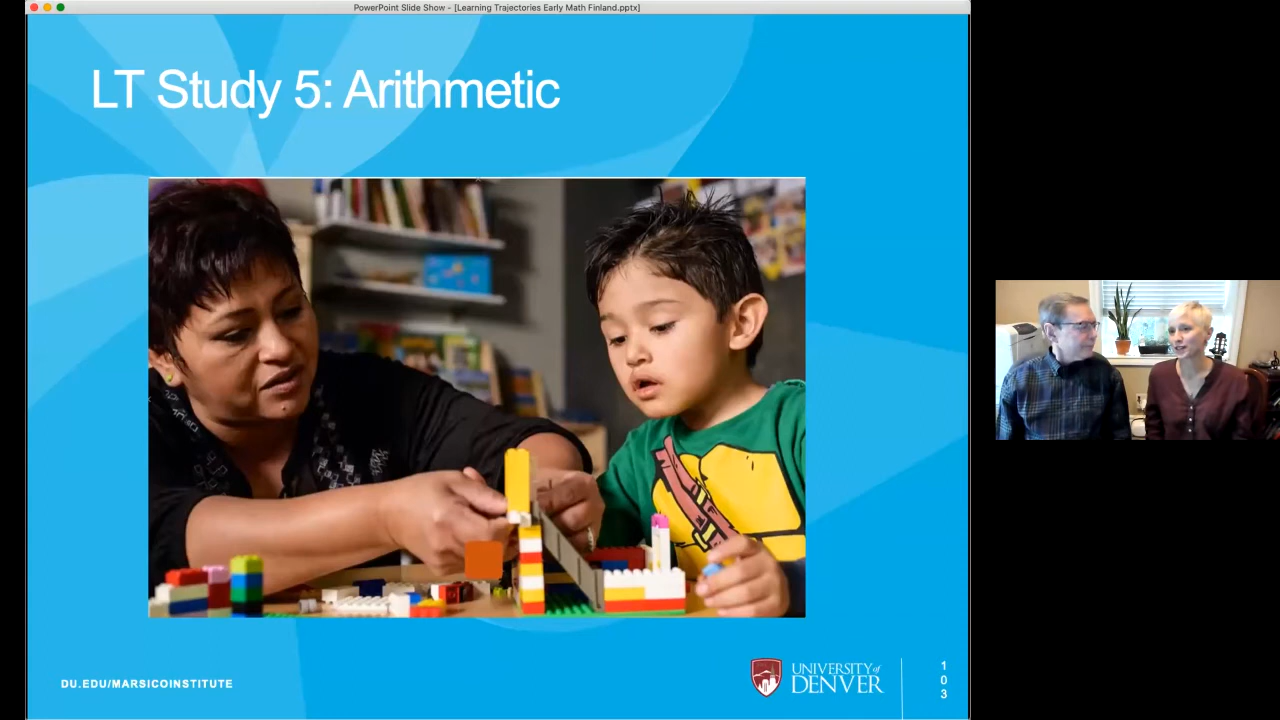 PowerPoint Slide Show - [Learning Trajectories Early Math Finland.pptx]
LT Study 5: Arithmetic
DU.EDU/MARSICOINSTITUTE
UNIVERSITY of
DENVER
1
0
3